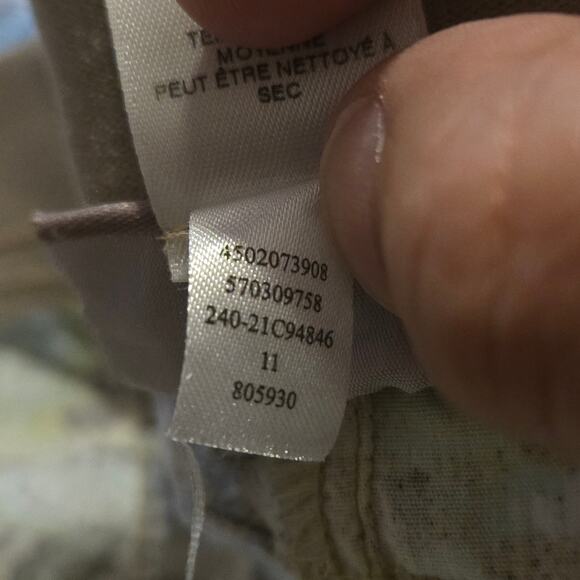 MOYENNE
PEUT ÊTRE NETTOYÉ À
SEC
4502073908
570309758
240-21C94846
11
805930